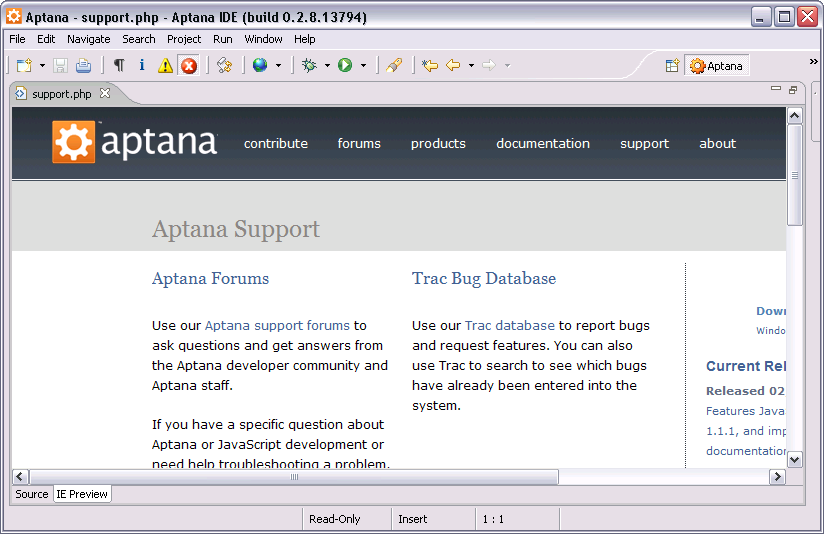 Aptana - support.php - Aptana IDE (build 0.2.8.13794)
File Edit Navigate Search Project Run Window Help
Aptana
support.php
aptana contribute forums products documentation support about
Aptana Support
Aptana Forums
Use our Aptana support forums to
ask questions and get answers from
the Aptana developer community and
Aptana staff.
If you have a specific question about
Aptana or JavaScript development or
need help troubleshooting a problem,
Trac Bug Database
Use our Trac database to report bugs
and request features. You can also
use Trac to search to see which bugs
have already been entered into the
system.
Dow
Windo
Current Rel
Released 02
Features Java
1.1.1, and imp
documentation
Source IE Preview
Read-Only Insert 1 : 1